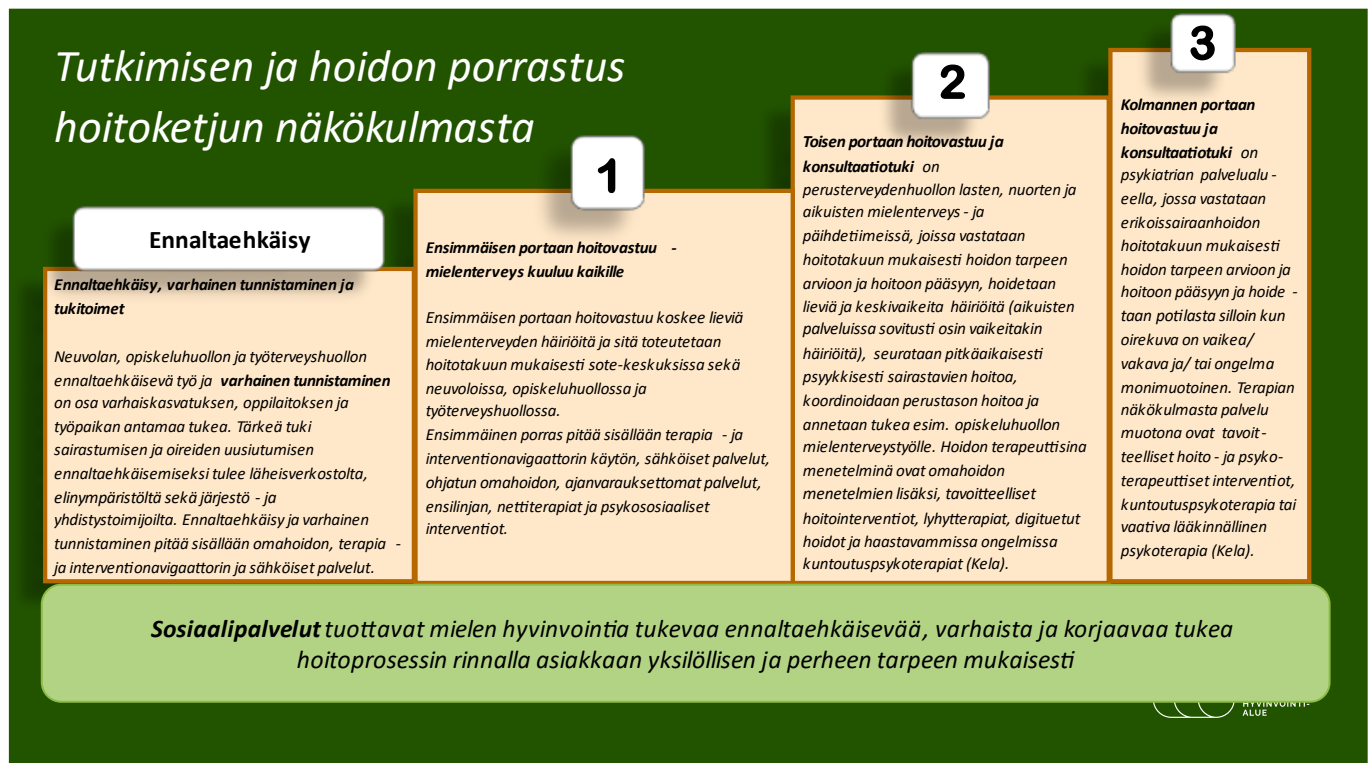 Tutkimisen ja hoidon porrastus
hoitoketjun näkökulmasta
Ennaltaehkäisy
Ennaltaehkäisy, varhainen tunnistaminen ja
tukitoimet
Neuvolan, opiskeluhuollon ja työterveyshuollon
ennaltaehkäisevä työ ja varhainen tunnistaminen
on osa varhaiskasvatuksen, oppilaitoksen ja
työpaikan antamaa tukea. Tärkeä tuki
sairastumisen ja oireiden uusiutumisen
ennaltaehkäisemiseksi tulee läheisverkostolta,
elinympäristöltä sekä järjestö - ja
yhdistystoimijoilta. Ennaltaehkäisy ja varhainen
tunnistaminen pitää sisällään omahoidon, terapia -
ja interventionavigaattorin ja sähköiset palvelut.
1
Ensimmäisen portaan hoitovastuu -
mielenterveys kuuluu kaikille
Ensimmäisen portaan hoitovastuu koskee lieviä
mielenterveyden häiriöitä ja sitä toteutetaan
hoitotakuun mukaisesti sote-keskuksissa sekä
neuvoloissa, opiskeluhuollossa ja
työterveyshuollossa.
Ensimmäinen porras pitää sisällään terapia - ja
interventionavigaattorin käytön, sähköiset palvelut,
ohjatun omahoidon, ajanvarauksettomat palvelut,
ensilinjan, nettiterapiat ja psykososiaaliset
interventiot.
2
Toisen portaan hoitovastuu ja
konsultaatiotuki on
perusterveydenhuollon lasten, nuorten ja
aikuisten mielenterveys - ja
päihdetiimeissä, joissa vastataan
hoitotakuun mukaisesti hoidon tarpeen
arvioon ja hoitoon pääsyyn, hoidetaan
lieviä ja keskivaikeita häiriöitä (aikuisten
palveluissa sovitusti osin vaikeitakin
häiriöitä), seurataan pitkäaikaisesti
psyykkisesti sairastavien hoitoa,
koordinoidaan perustason hoitoa ja
annetaan tukea esim. opiskeluhuollon
mielenterveystyölle. Hoidon terapeuttisina
menetelminä ovat omahoidon
menetelmien lisäksi, tavoitteelliset
hoitointerventiot, lyhytterapiat, digituetut
hoidot ja haastavammissa ongelmissa
kuntoutuspsykoterapiat (Kela).
3
Kolmannen portaan
hoitovastuu ja
konsultaatiotuki on
psykiatrian palvelualu -
eella, jossa vastataan
erikoissairaanhoidon
hoitotakuun mukaisesti
hoidon tarpeen arvioon ja
hoitoon pääsyyn ja hoide -
taan potilasta silloin kun
oirekuva on vaikea/
vakava ja/ tai ongelma
monimuotoinen. Terapian
näkökulmasta palvelu
muotona ovat tavoit-
teelliset hoito - ja psyko-
terapeuttiset interventiot,
kuntoutuspsykoterapia tai
vaativa lääkinnällinen
psykoterapia (Kela).
Sosiaalipalvelut tuottavat mielen hyvinvointia tukevaa ennaltaehkäisevää, varhaista ja korjaavaa tukea
hoitoprosessin rinnalla asiakkaan yksilöllisen ja perheen tarpeen mukaisesti
HYVINVOINTI-
ALUE